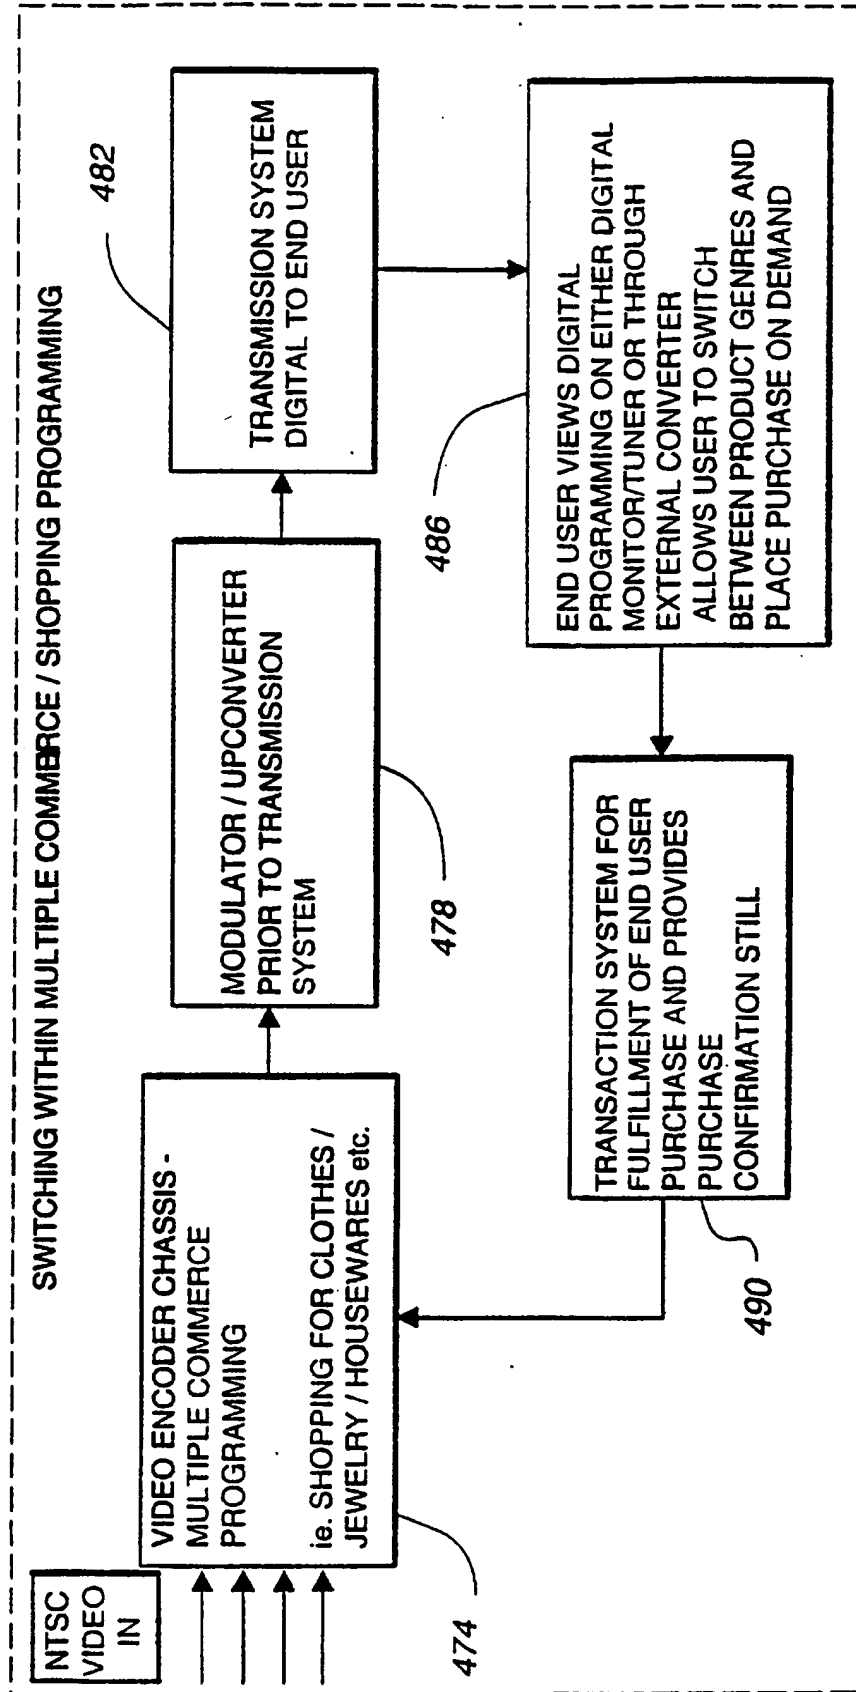 SWITCHING WITHIN MULTIPLE COMMERCE / SHOPPING PROGRAMMING
NTSC
VIDEO
IN
VIDEO ENCODER CHASSIS -
MULTIPLE COMMERCE
PROGRAMMING
ie. SHOPPING FOR CLOTHES /
JEWELRY / HOUSEWARES etc.
474
MODULATOR / UPCONVERTER
PRIOR TO TRANSMISSION
SYSTEM
478
TRANSMISSION SYSTEM
DIGITAL TO END USER
482
END USER VIEWS DIGITAL
PROGRAMMING ON EITHER DIGITAL
MONITOR/TUNER OR THROUGH
EXTERNAL CONVERTER
ALLOWS USER TO SWITCH
BETWEEN PRODUCT GENRES AND
PLACE PURCHASE ON DEMAND
486
TRANSACTION SYSTEM FOR
FULFILLMENT OF END USER
PURCHASE AND PROVIDES
PURCHASE
CONFIRMATION STILL
490